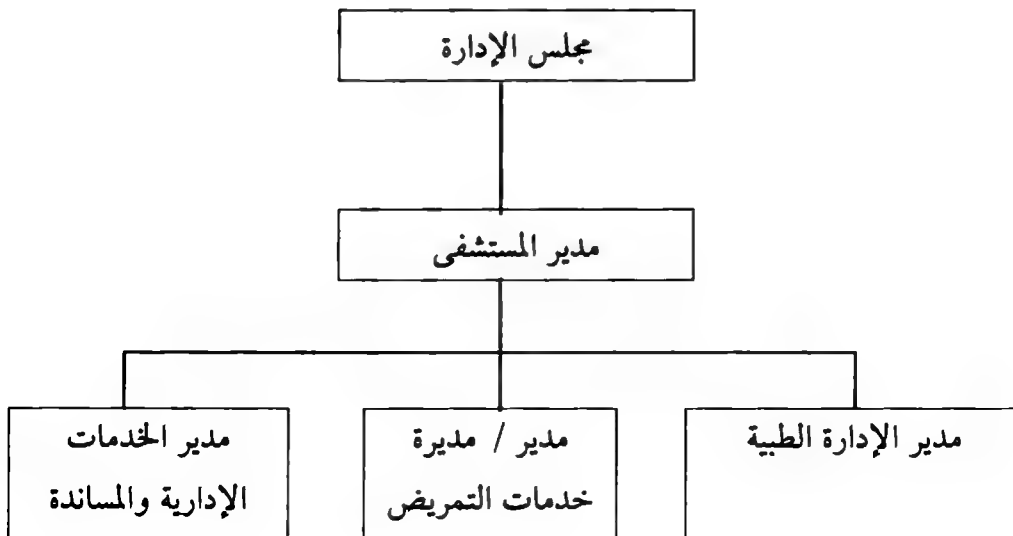 مجلس الإدارة
مدير المستشفى
مدير الإدارة الطبية
مدير / مديرة
خدمات التمريض
مدير الخدمات
الإدارية والمساندة